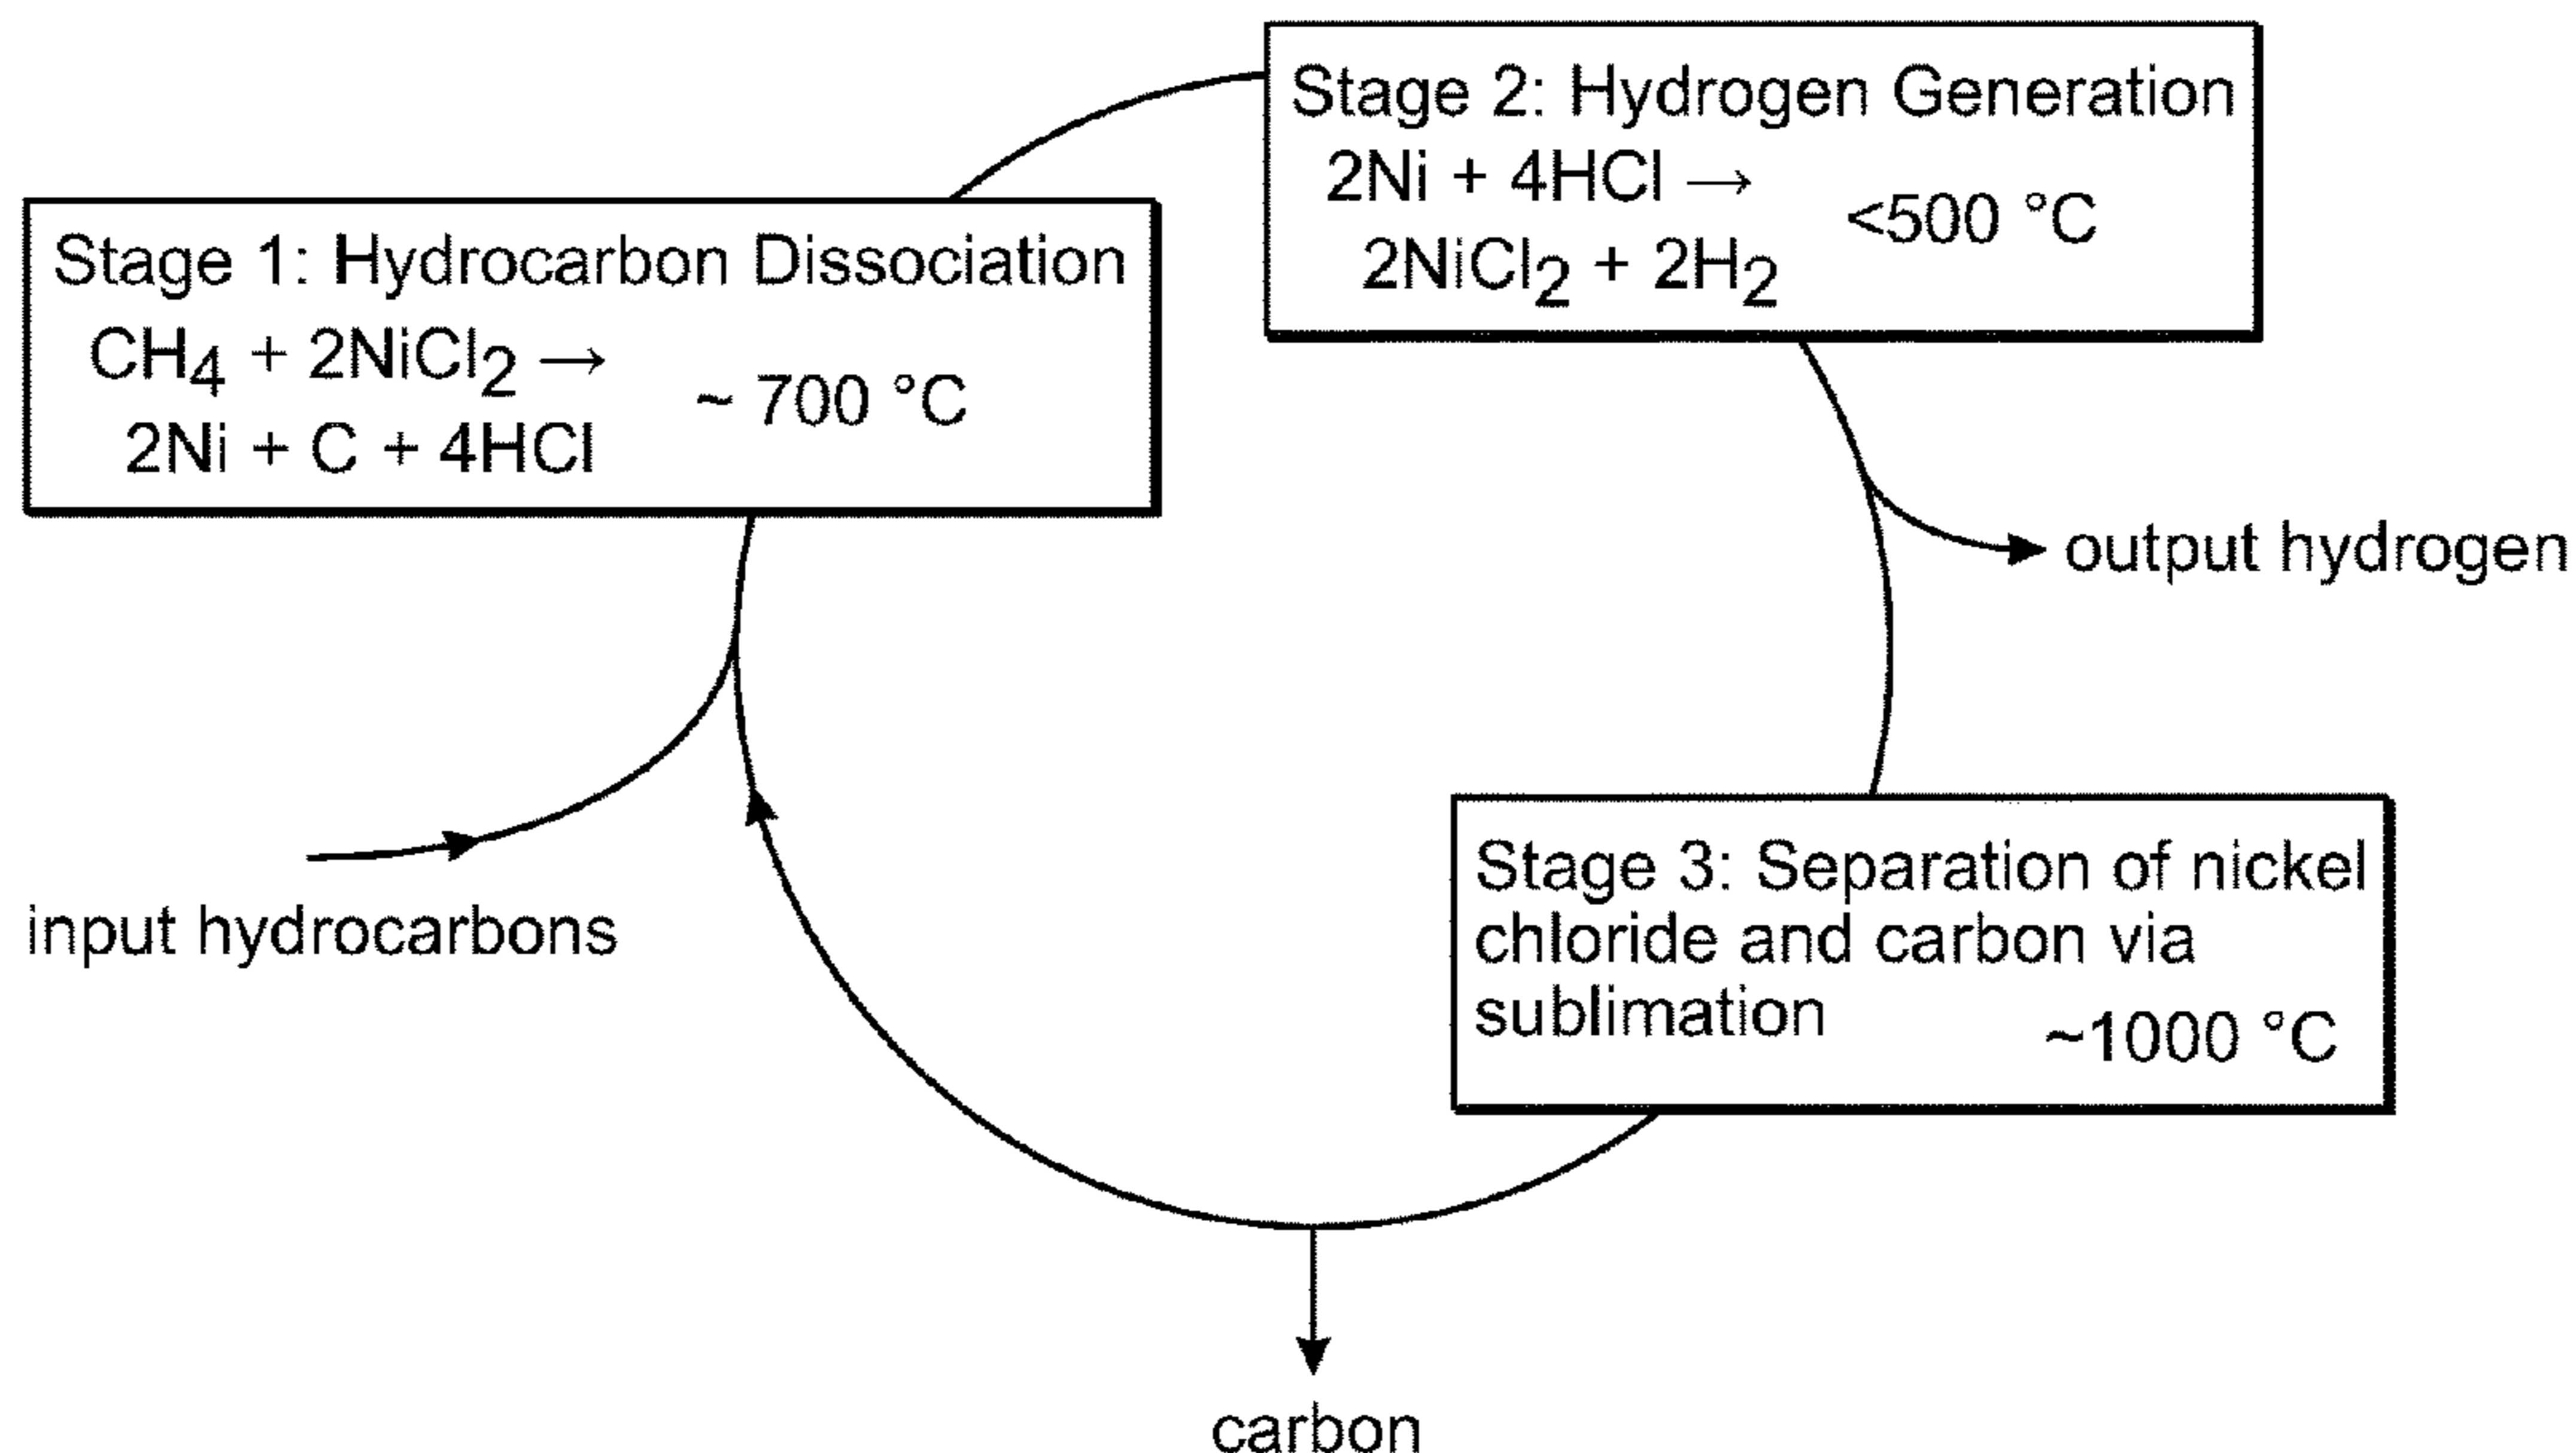 Stage 1: Hydrocarbon Dissociation
CH₄ + 2NiCl₂ →
2Ni + C + 4HCl
~ 700 °C
Stage 2: Hydrogen Generation
2Ni + 4HCl →
2NiCl₂ + 2H₂
<500 °C
output hydrogen
Stage 3: Separation of nickel
chloride and carbon via
sublimation
~1000 °C
input hydrocarbons
carbon